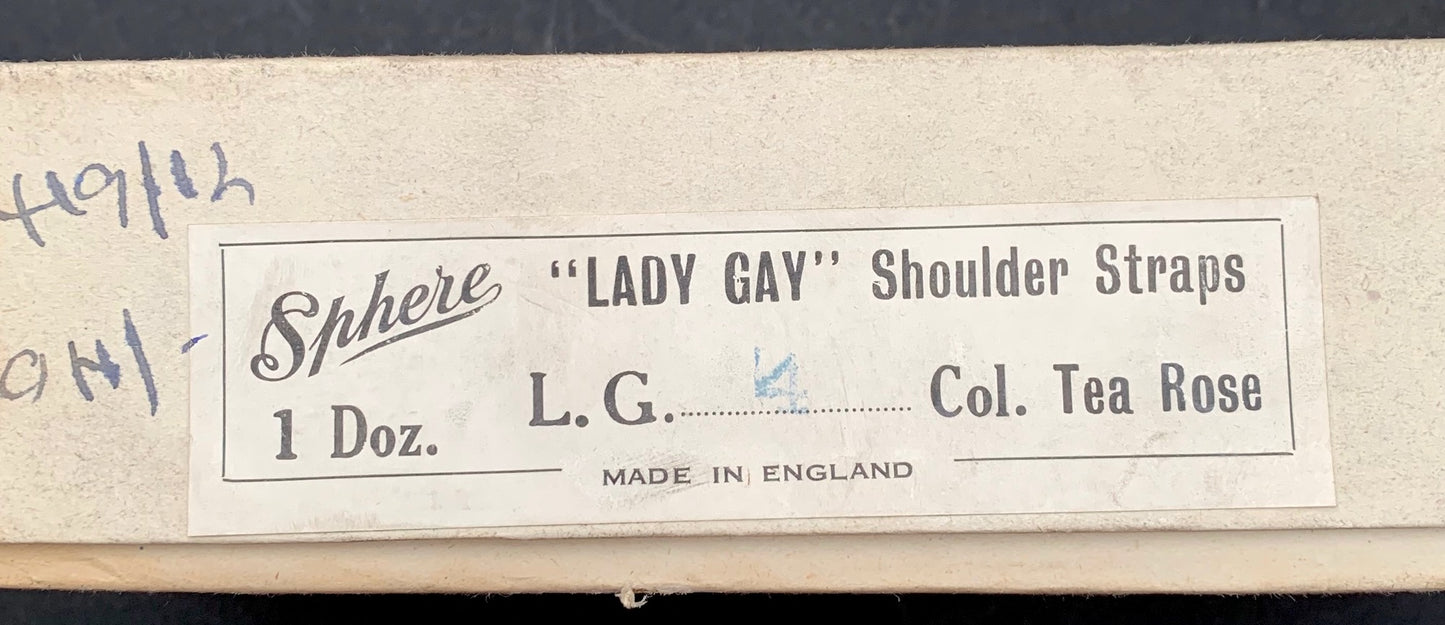 Sphere "LADY GAY" Shoulder Straps
1 Doz. L. G. 4 Col. Tea Rose
MADE IN ENGLAND